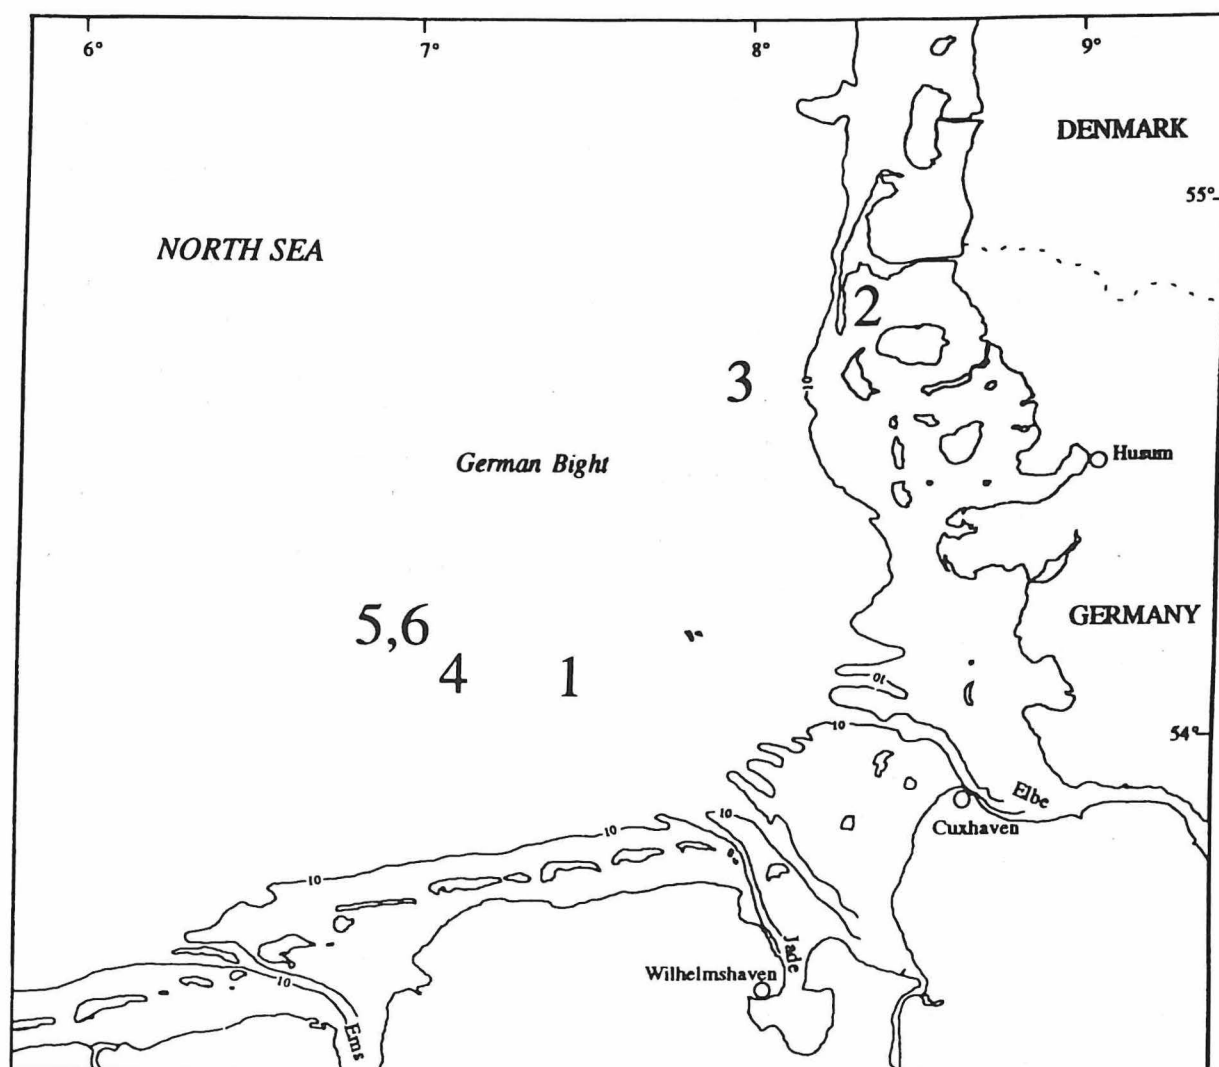 6° 7° 8° 9°
DENMARK
55°
NORTH SEA
2
3
10
German Bight
Husum
5,6
GERMANY
4 1
10
10
54°
Elbe
Cuxhaven
10
10
10
Jade
Wilhelmshaven
10
Ems